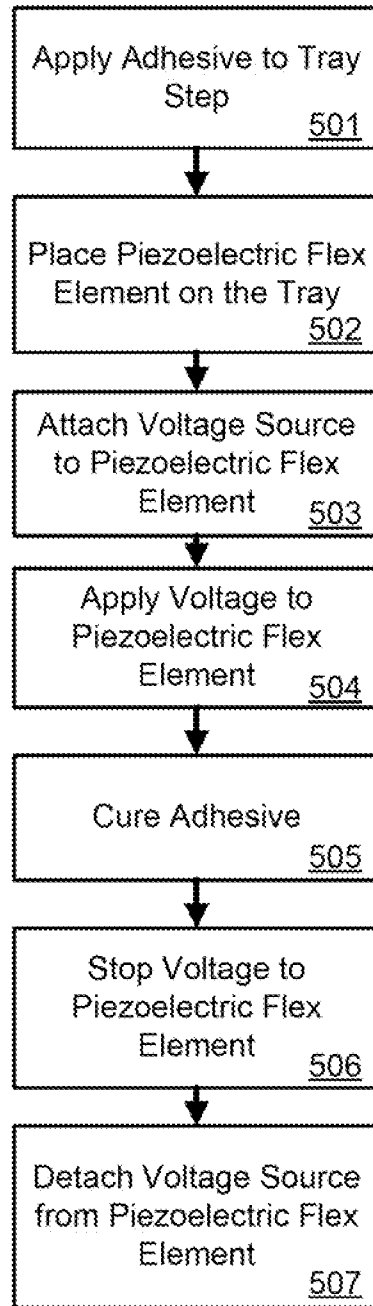 Apply Adhesive to Tray
Step
501
Place Piezoelectric Flex
Element on the Tray
502
Attach Voltage Source
to Piezoelectric Flex
Element
503
Apply Voltage to
Piezoelectric Flex
Element
504
Cure Adhesive
505
Stop Voltage to
Piezoelectric Flex
Element
506
Detach Voltage Source
from Piezoelectric Flex
Element
507